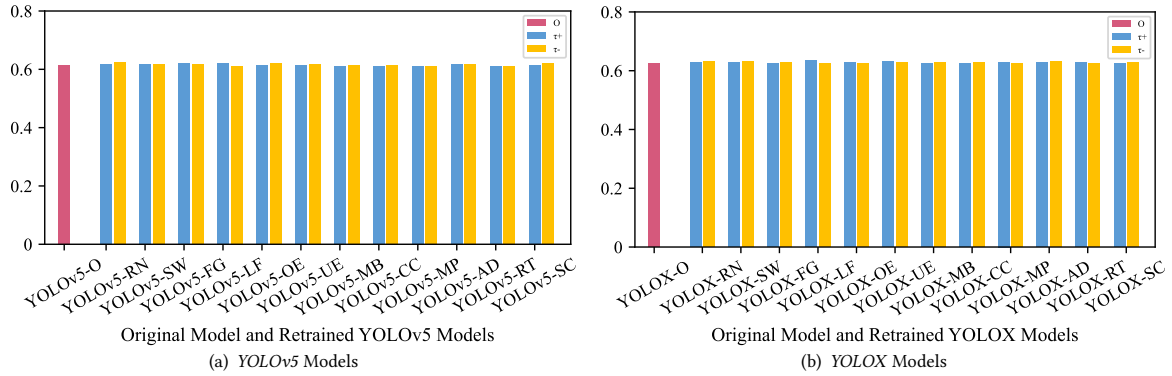 0.8
0.6
0.4
0.2
0
O
τ+
τ-
YOLOv5-O
YOLOv5-RN
YOLOv5-SW
YOLOv5-FG
YOLOv5-LF
YOLOv5-OE
YOLOv5-UE
YOLOv5-MB
YOLOv5-CC
YOLOv5-MP
YOLOv5-AD
YOLOv5-RT
YOLOv5-SC
Original Model and Retrained YOLOv5 Models
(a) YOLOv5 Models
0.8
0.6
0.4
0.2
0
O
τ+
τ-
YOLOX-O
YOLOX-RN
YOLOX-SW
YOLOX-FG
YOLOX-LF
YOLOX-OE
YOLOX-UE
YOLOX-MB
YOLOX-CC
YOLOX-MP
YOLOX-AD
YOLOX-RT
YOLOX-SC
Original Model and Retrained YOLOX Models
(b) YOLOX Models